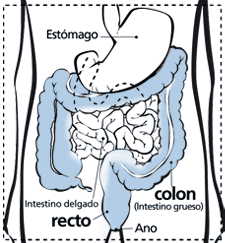 Estómago
Intestino delgado
colon
(Intestino grueso)
recto
Ano